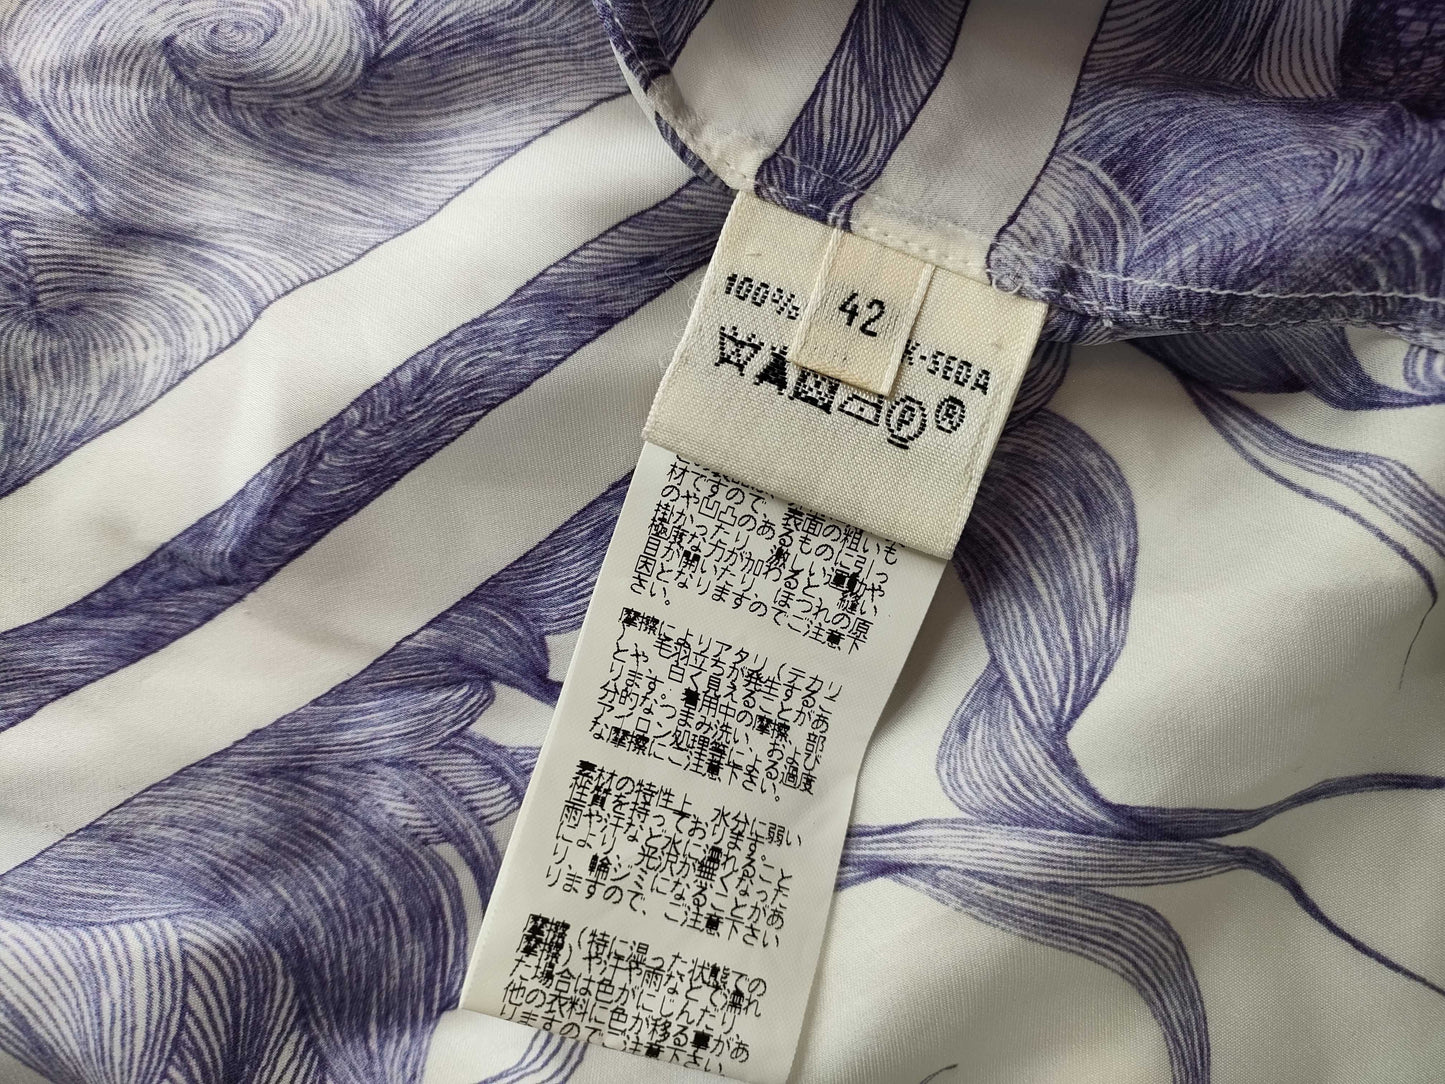 42
100%
-SEDA
P
®
材ですので、表面の粗いも
のや凹凸のあるものに引っ
掛かったり、激しい運動や
極度な力が加わると、縫い
目が開いたり、ほつれの原
因となりますのでご注意下
さい。
摩擦によりアタリ(テカリ
)、毛羽立ちが発生するこ
とや、白く見えることがあ
ります。着用中の摩擦、部
分的なつまみ洗い、および
アイロン処理等による過度
な摩擦にご注意下さい。
素材の特性上、水分に弱い
性質を持っております。
雨や汗など水に濡れること
により、光沢が無くなった
り、輪ジミになることがあ
りますので、ご注意下さい
摩擦(特に湿った状態での
摩擦)や汗や雨などで濡れ
た場合は色がにじんだり
他の衣料に色が移る事があ
りますのでご注意下さい。